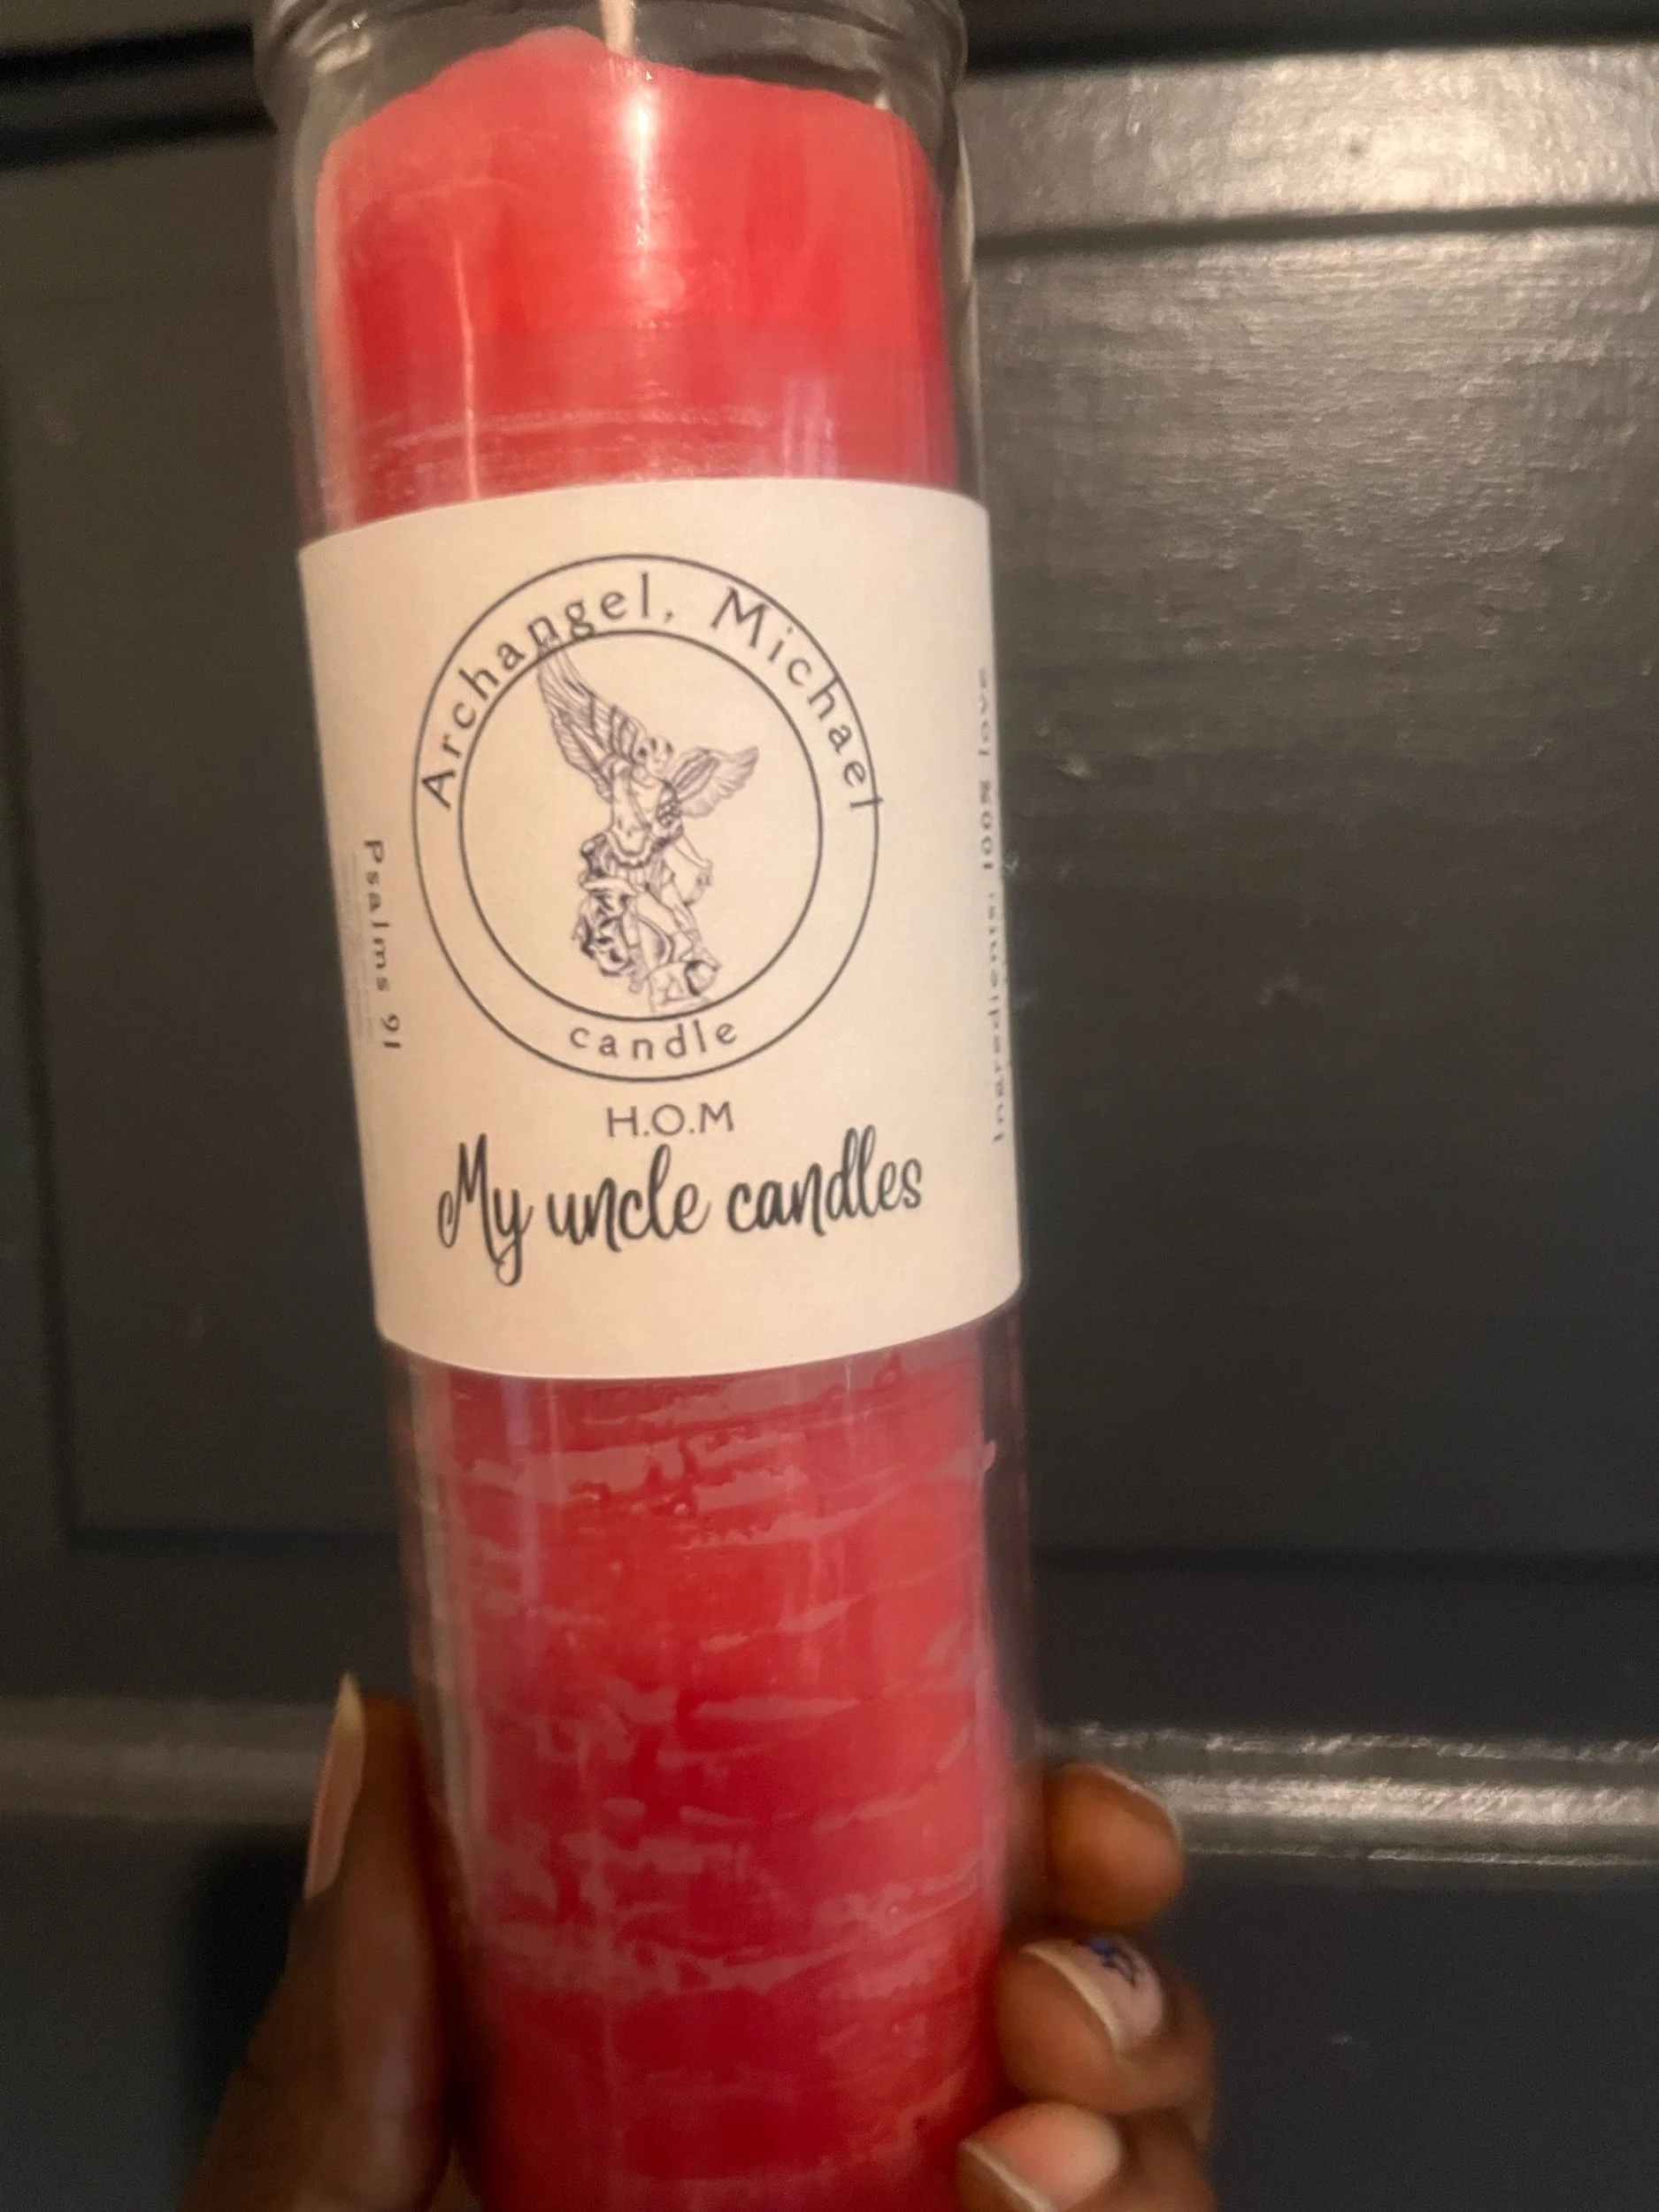 Archangel, Michael
candle
H.O.M
My uncle candles
Psalms 91
Ingredients: 100% love